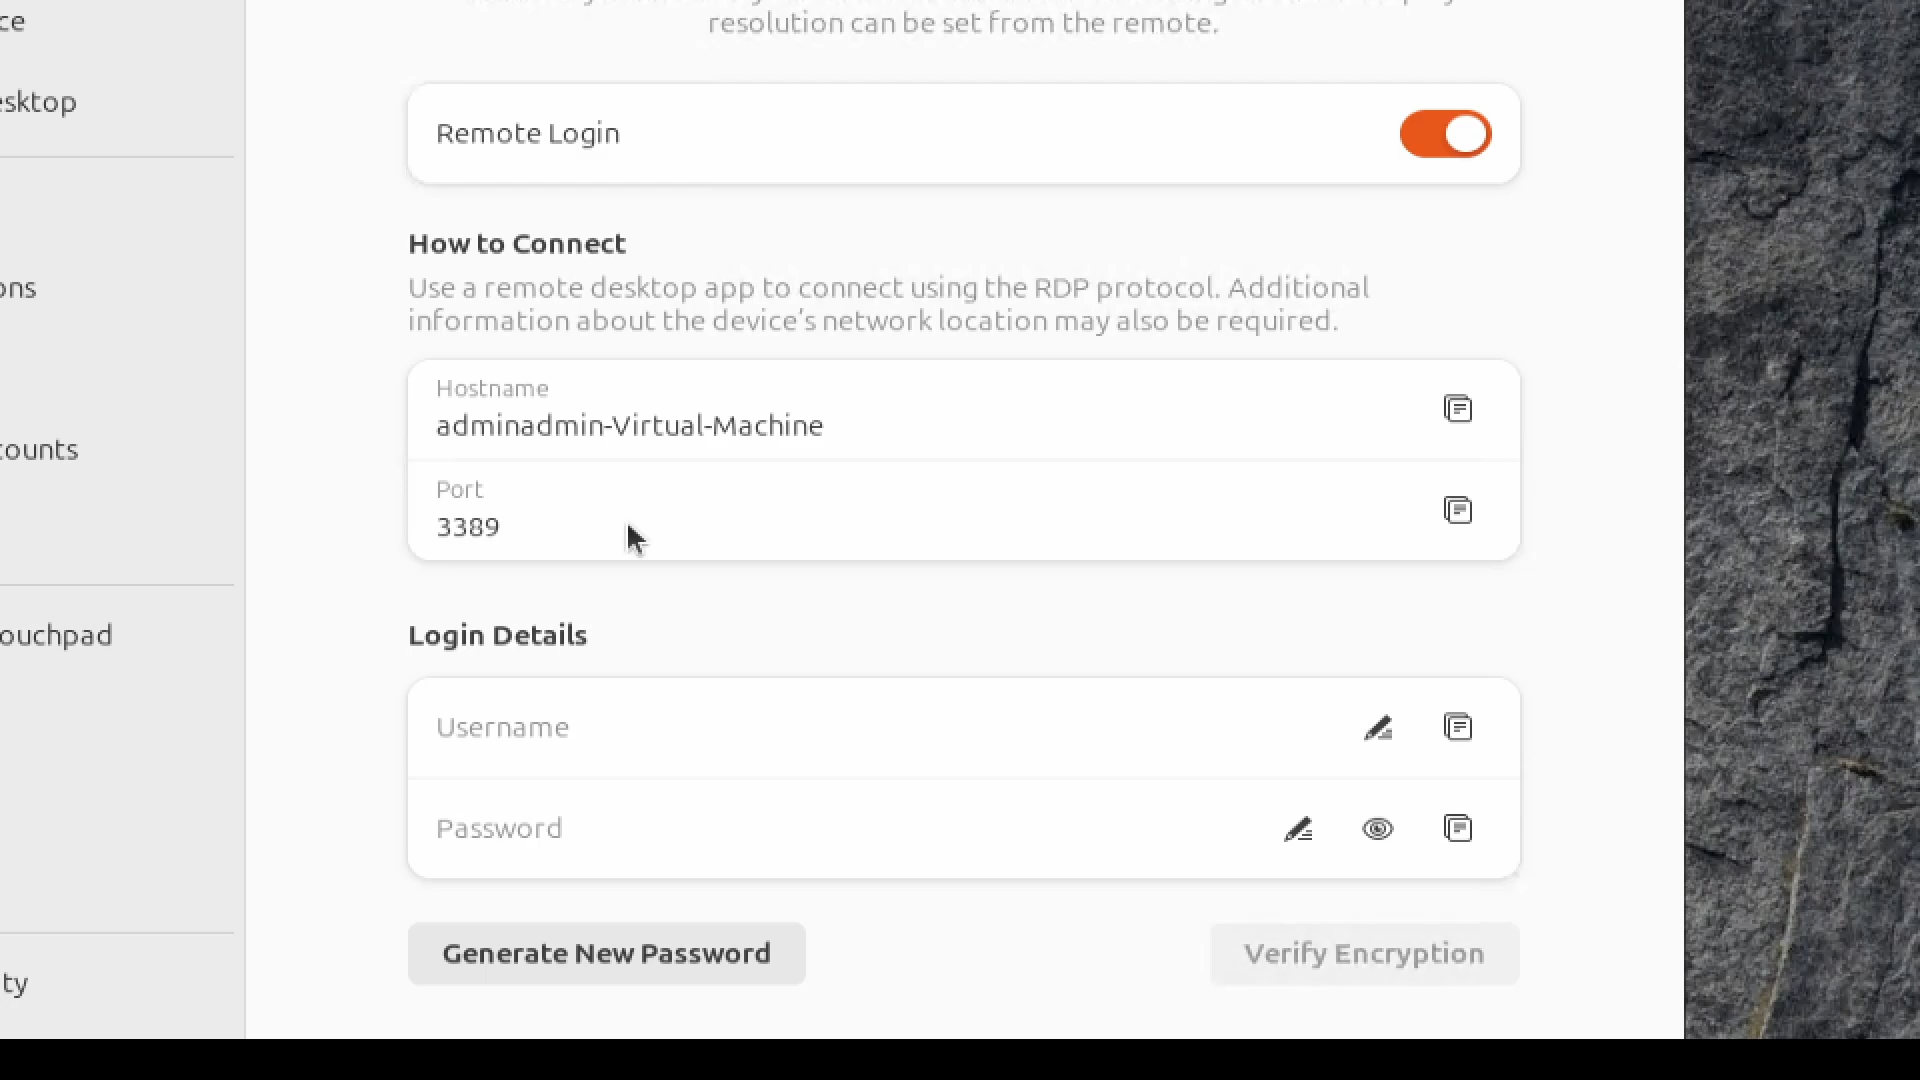 ce
esktop
ons
counts
ouchpad
ty
resolution can be set from the remote.
Remote Login
How to Connect
Use a remote desktop app to connect using the RDP protocol. Additional
information about the device's network location may also be required.
Hostname
adminadmin-Virtual-Machine
Port
3389
Login Details
Username
Password
Generate New Password
Verify Encryption